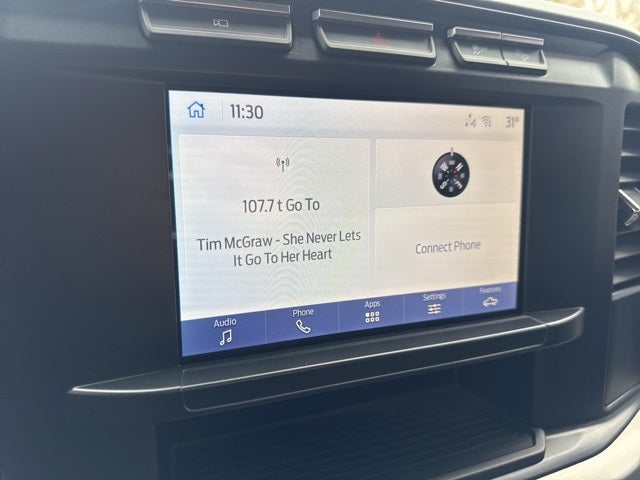 11:30
4
31°
107.7 t Go To
Tim McGraw - She Never Lets
It Go To Her Heart
Connect Phone
Audio
Phone
Apps
Settings
Features